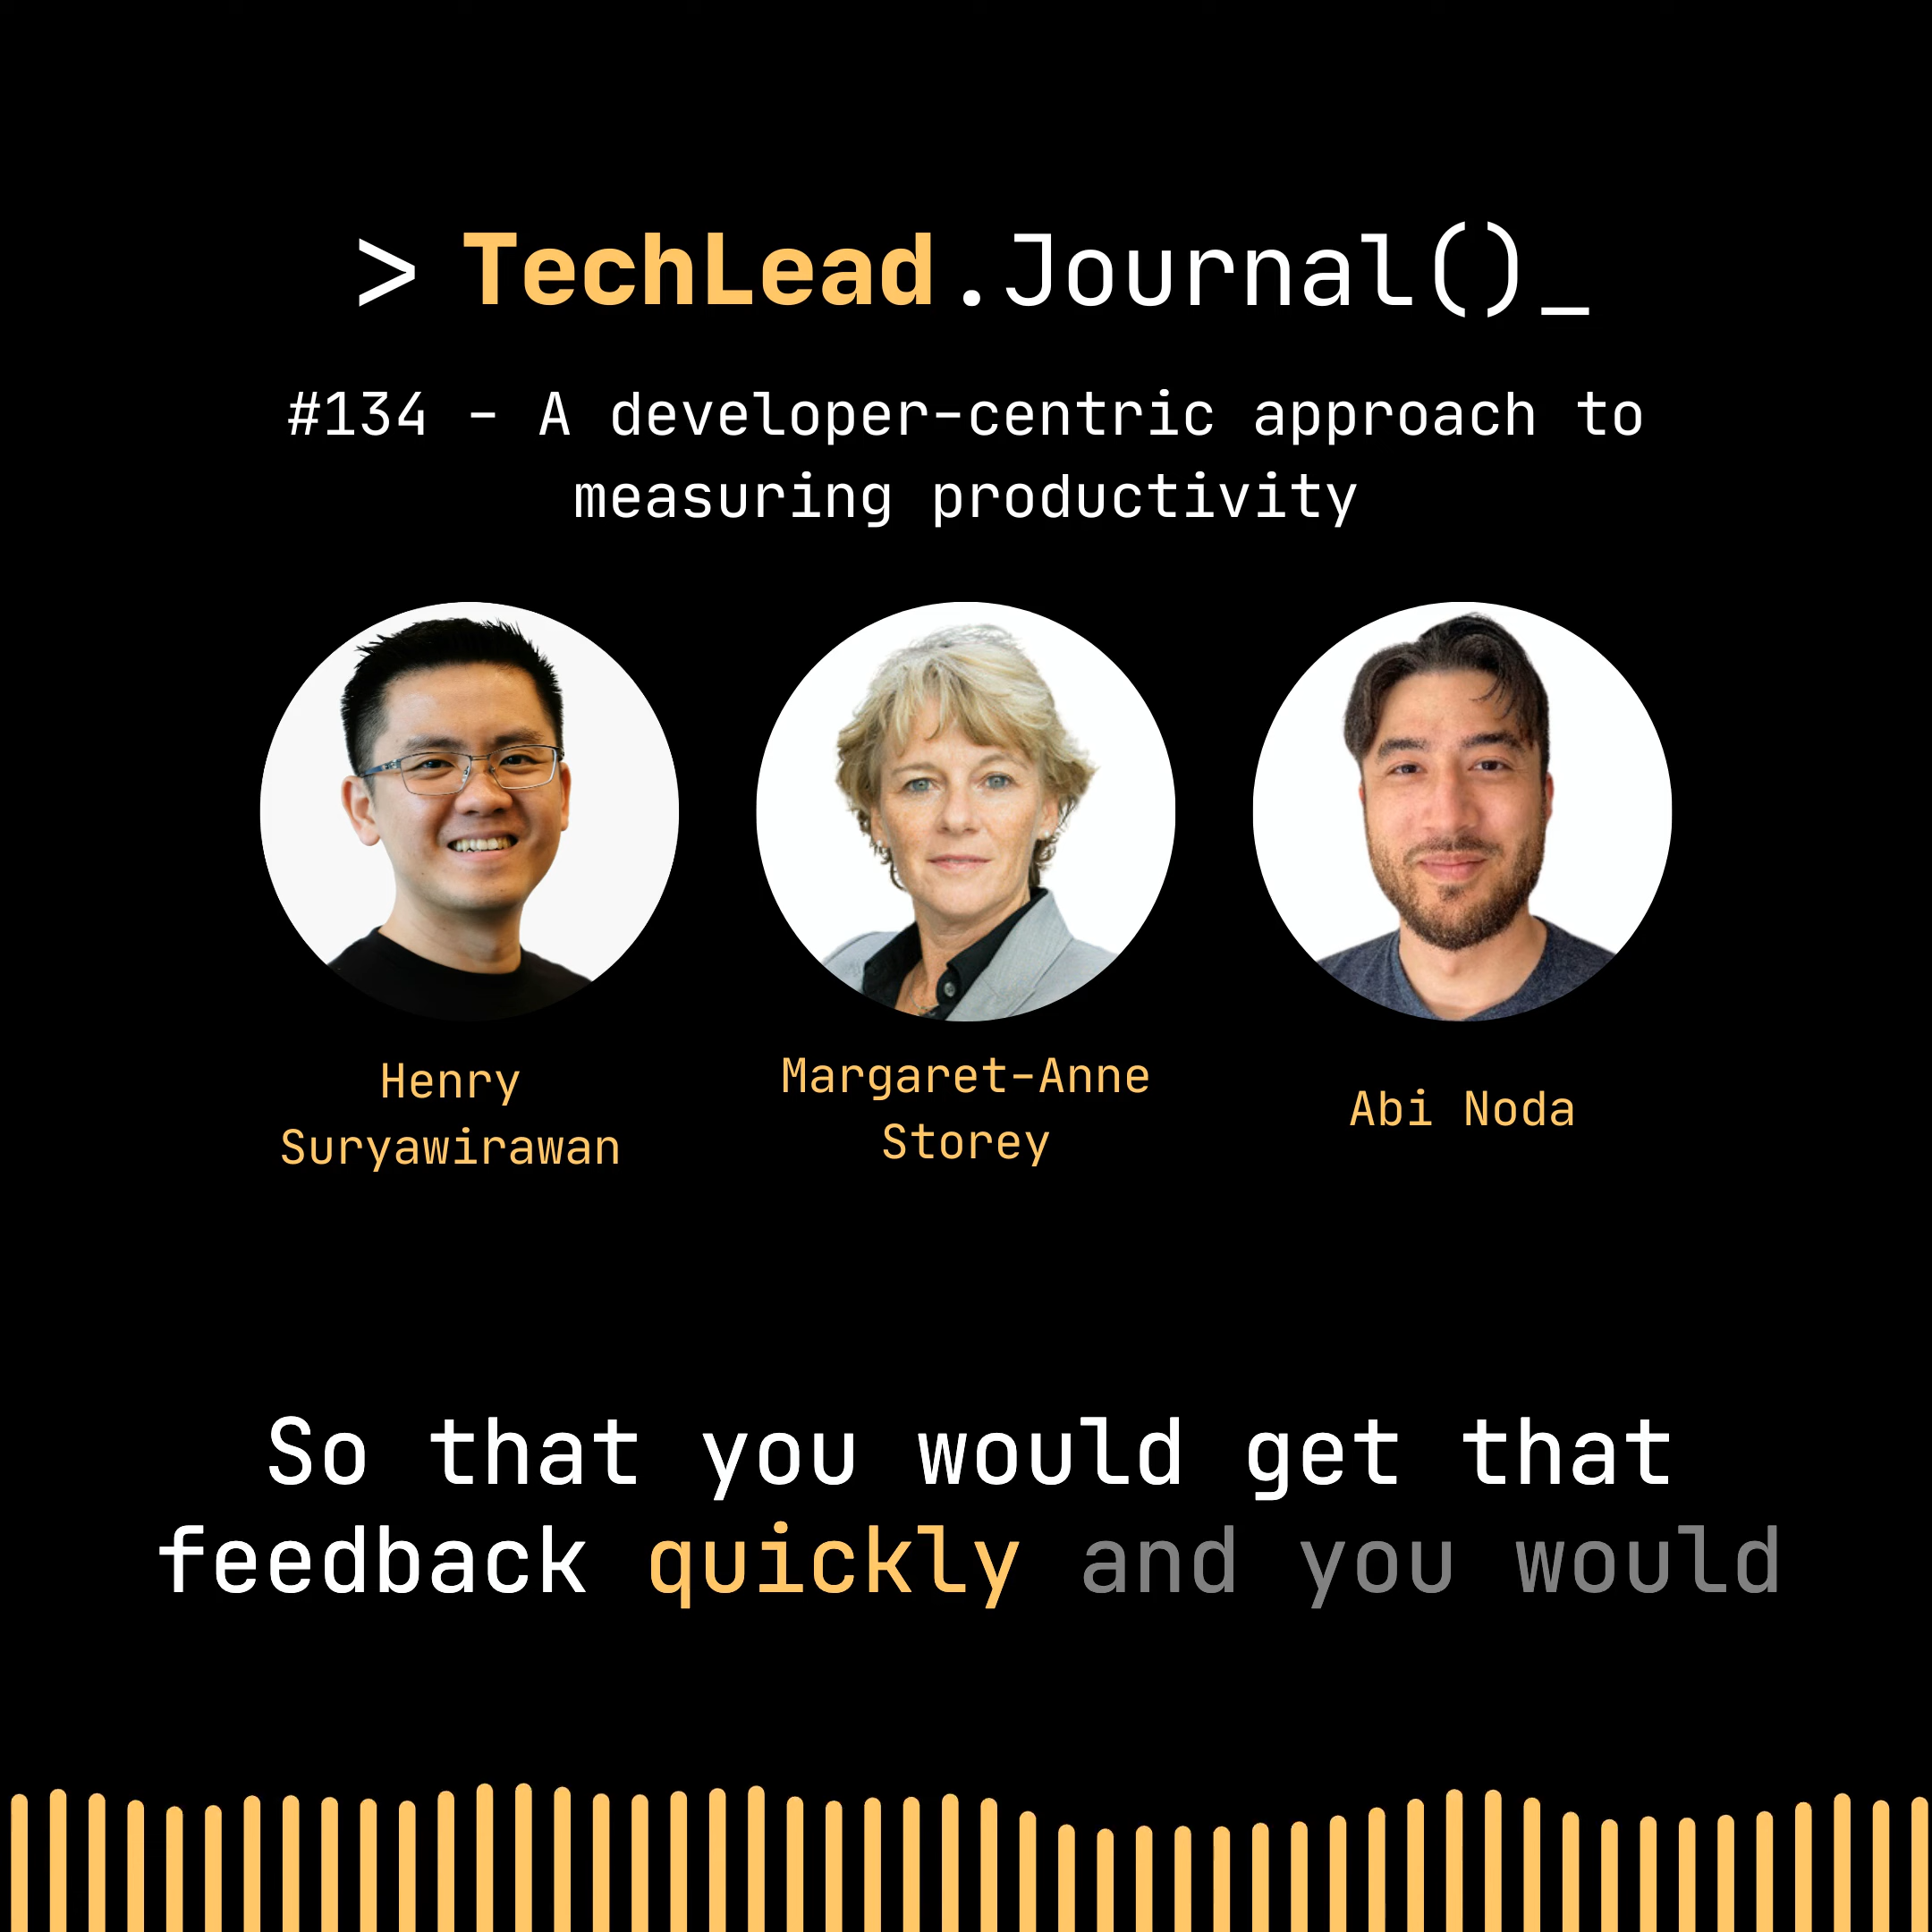 > TechLead.Journal()_
#134 - A developer-centric approach to
measuring productivity
Henry
Suryawirawan
Margaret-Anne
Storey
Abi Noda
So that you would get that
feedback quickly and you would